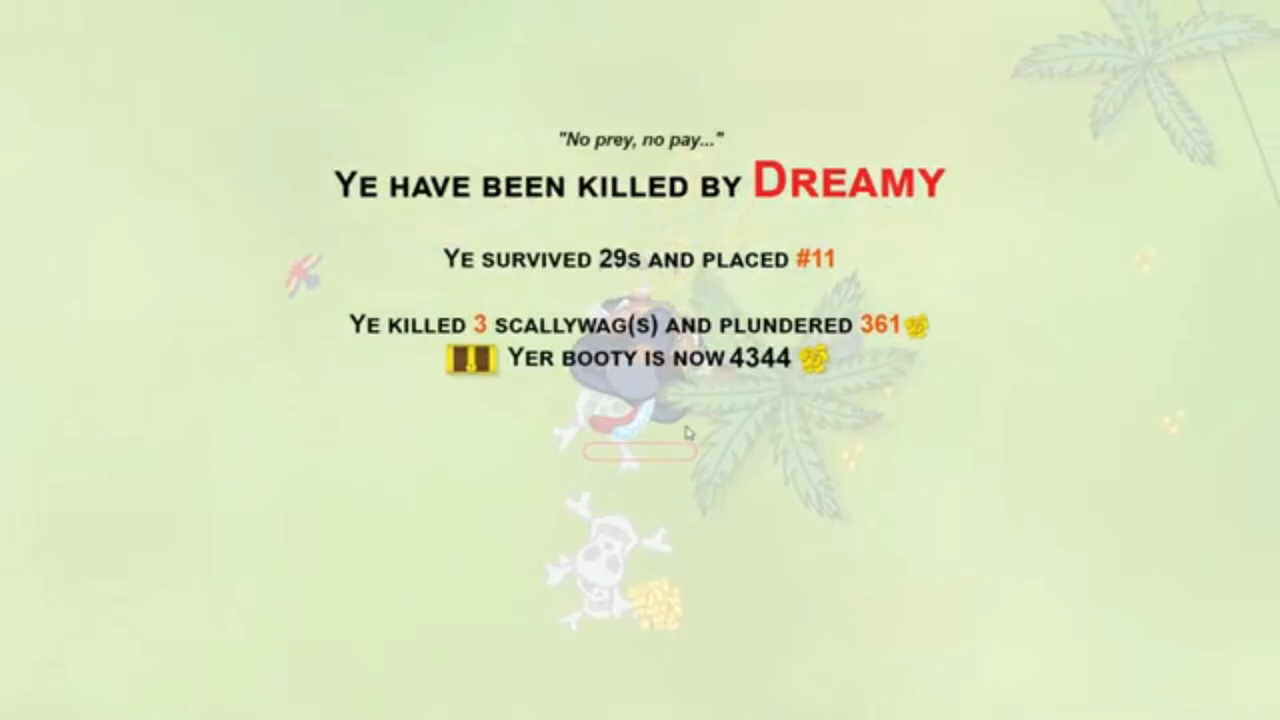 "No prey, no pay..."
Ye have been killed by Dreamy
Ye survived 29s and placed #11
Ye killed 3 scallywag(s) and plundered 361
Yer booty is now 4344